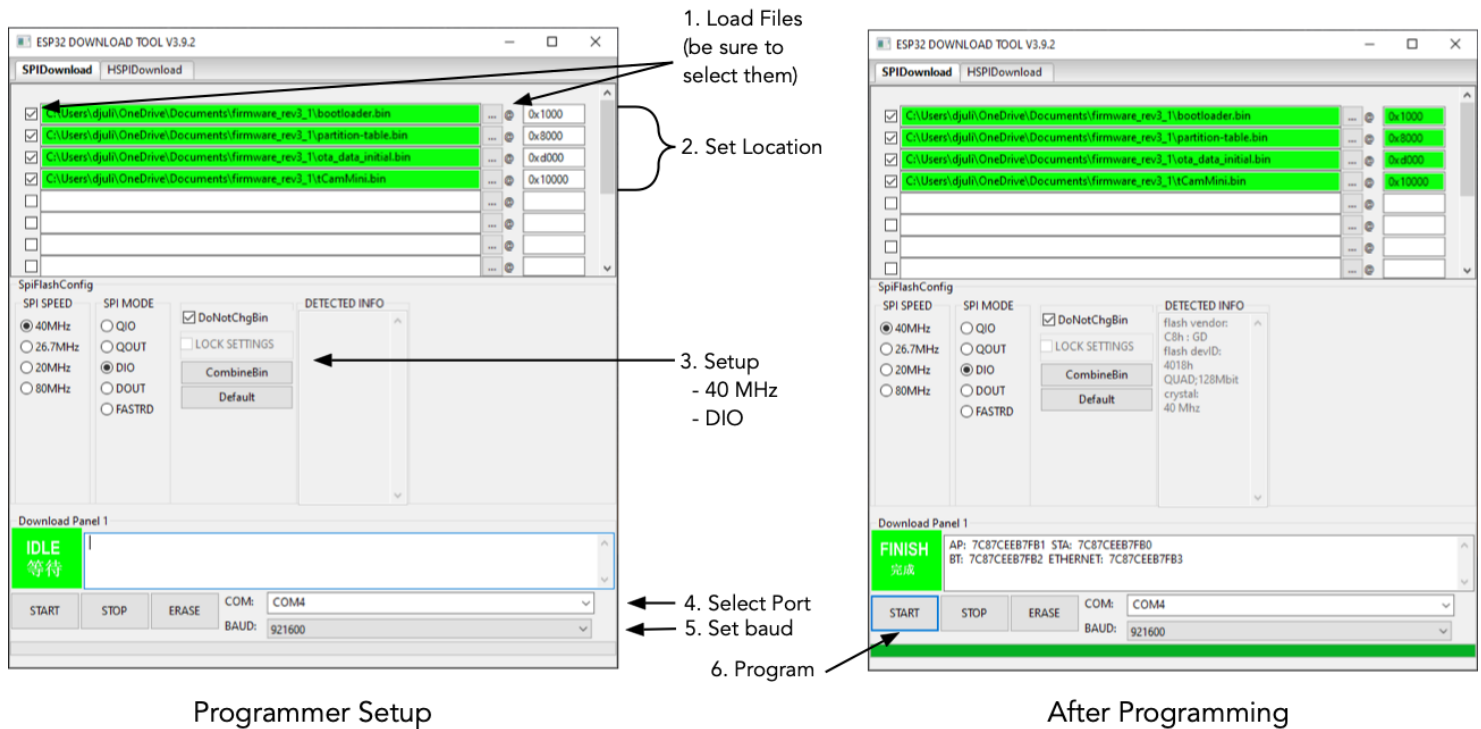 1. Load Files
(be sure to
select them)
2. Set Location
3. Setup
- 40 MHz
- DIO
4. Select Port
5. Set baud
6. Program
ESP32 DOWNLOAD TOOL V3.9.2
SPIDownload HSPIDownload
C:\Users\djuli\OneDrive\Documents\firmware_rev3_1\bootloader.bin ... @ 0x1000
C:\Users\djuli\OneDrive\Documents\firmware_rev3_1\partition-table.bin ... @ 0x8000
C:\Users\djuli\OneDrive\Documents\firmware_rev3_1\ota_data_initial.bin ... @ 0xd000
C:\Users\djuli\OneDrive\Documents\firmware_rev3_1\tCamMini.bin ... @ 0x10000
... @
... @
... @
... @
SpiFlashConfig
SPI SPEED
40MHz
26.7MHz
20MHz
80MHz
SPI MODE
QIO
QOUT
DIO
DOUT
FASTRD
DoNotChgBin
LOCK SETTINGS
CombineBin
Default
DETECTED INFO
Download Panel 1
IDLE
等待
START STOP ERASE
COM: COM4
BAUD: 921600
Programmer Setup
ESP32 DOWNLOAD TOOL V3.9.2
SPIDownload HSPIDownload
C:\Users\djuli\OneDrive\Documents\firmware_rev3_1\bootloader.bin ... @ 0x1000
C:\Users\djuli\OneDrive\Documents\firmware_rev3_1\partition-table.bin ... @ 0x8000
C:\Users\djuli\OneDrive\Documents\firmware_rev3_1\ota_data_initial.bin ... @ 0xd000
C:\Users\djuli\OneDrive\Documents\firmware_rev3_1\tCamMini.bin ... @ 0x10000
... @
... @
... @
... @
SpiFlashConfig
SPI SPEED
40MHz
26.7MHz
20MHz
80MHz
SPI MODE
QIO
QOUT
DIO
DOUT
FASTRD
DoNotChgBin
LOCK SETTINGS
CombineBin
Default
DETECTED INFO
flash vendor:
C8h : GD
flash devID:
4018h
QUAD;128Mbit
crystal:
40 Mhz
Download Panel 1
FINISH
完成
AP: 7C87CEEB7FB1 STA: 7C87CEEB7FB0
BT: 7C87CEEB7FB2 ETHERNET: 7C87CEEB7FB3
START STOP ERASE
COM: COM4
BAUD: 921600
After Programming